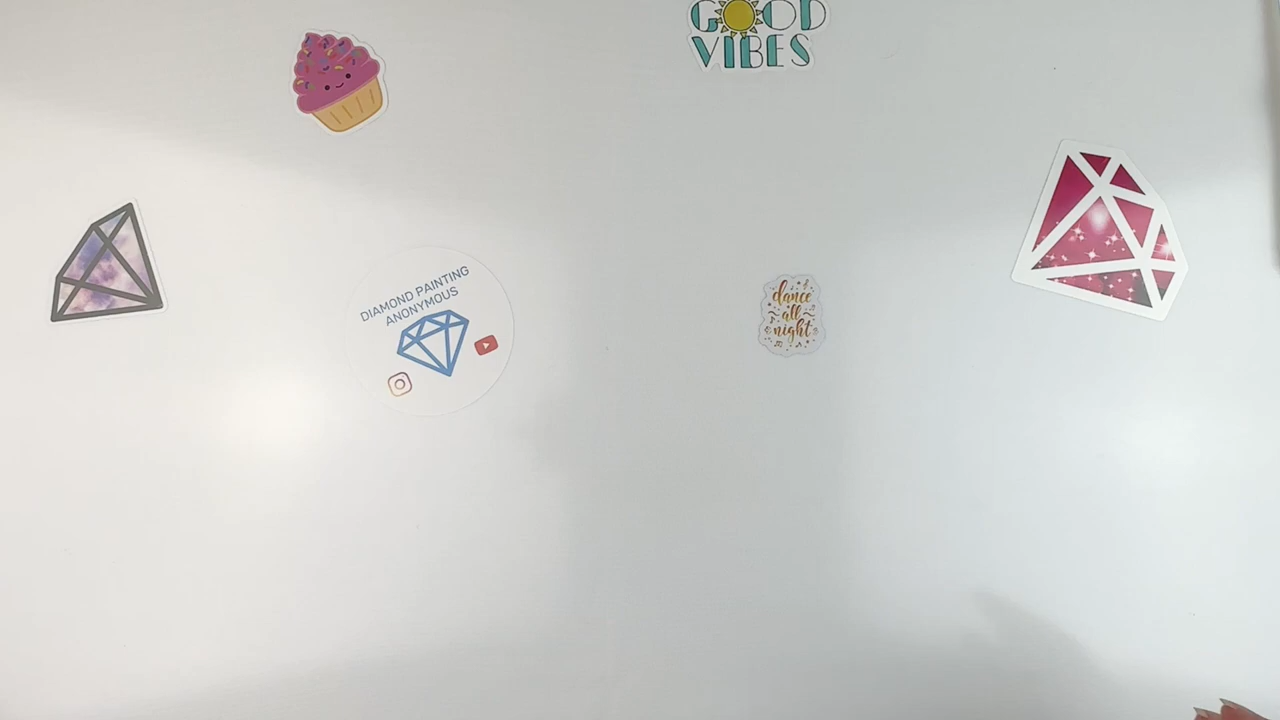 GOOD
VIBES
DIAMOND PAINTING
ANONYMOUS
dance
all
night